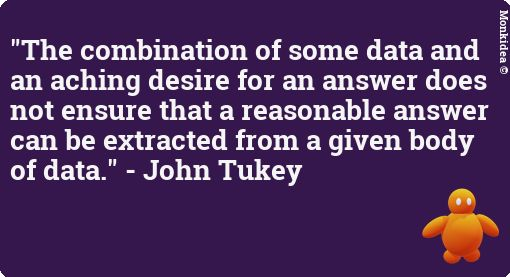 "The combination of some data and
an aching desire for an answer does
not ensure that a reasonable answer
can be extracted from a given body
of data." - John Tukey
Monkidea ©